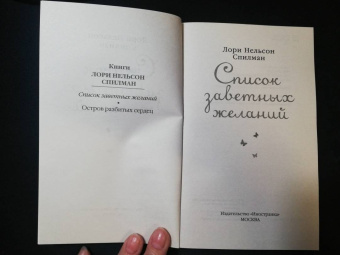 Книги
ЛОРИ НЕЛЬСОН
СПИЛМАН
Список заветных желаний
•
Остров разбитых сердец
Лори Нельсон
Спилман
Список
заветных
желаний
Издательство «Иностранка»
МОСКВА